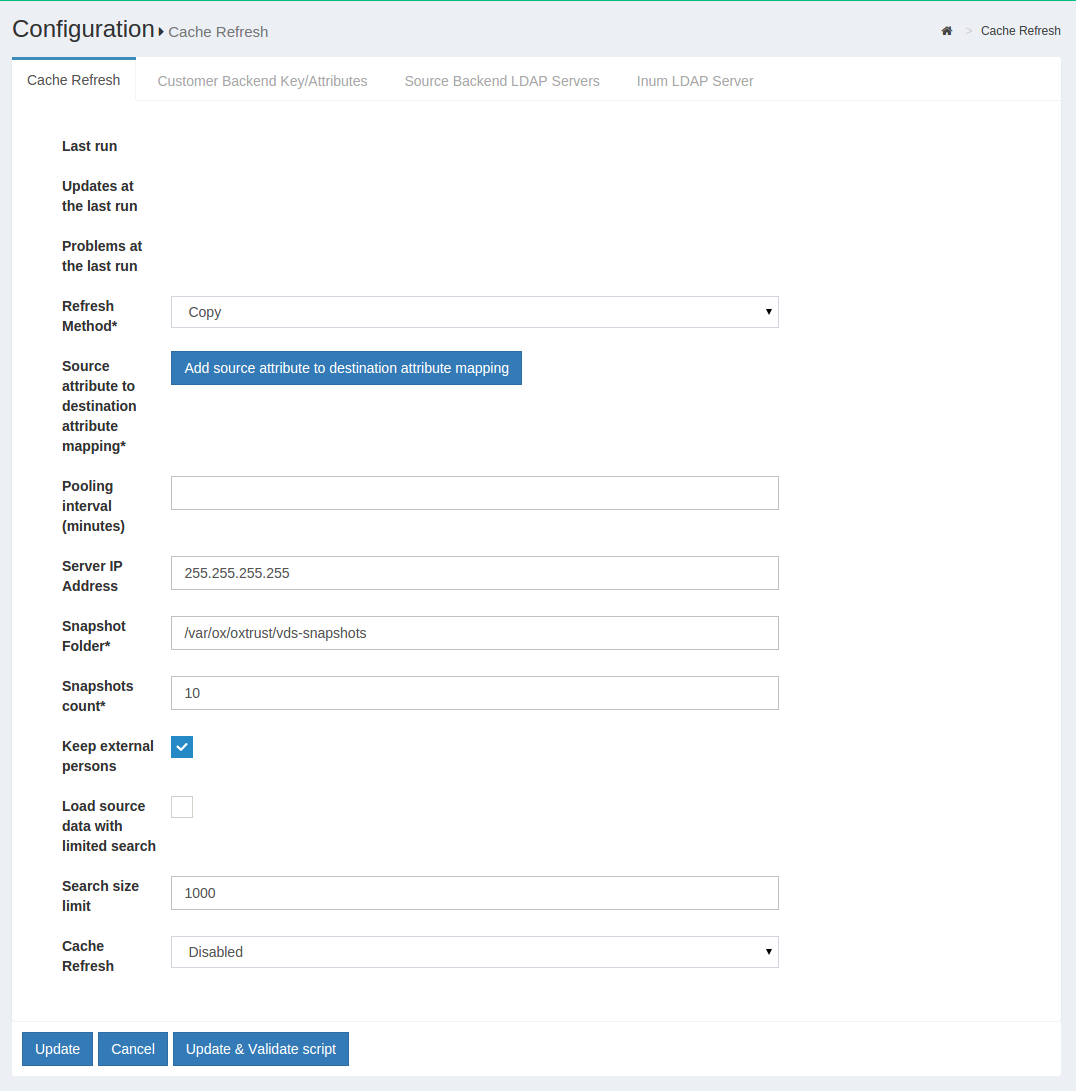 Configuration Cache Refresh
> Cache Refresh
Cache Refresh
Customer Backend Key/Attributes
Source Backend LDAP Servers
Inum LDAP Server
Last run
Updates at
the last run
Problems at
the last run
Refresh
Method*
Copy
Source
attribute to
destination
attribute
mapping*
Add source attribute to destination attribute mapping
Pooling
interval
(minutes)
Server IP
Address
255.255.255.255
Snapshot
Folder*
/var/ox/oxtrust/vds-snapshots
Snapshots
count*
10
Keep external
persons
Load source
data with
limited search
Search size
limit
1000
Cache
Refresh
Disabled
Update
Cancel
Update & Validate script